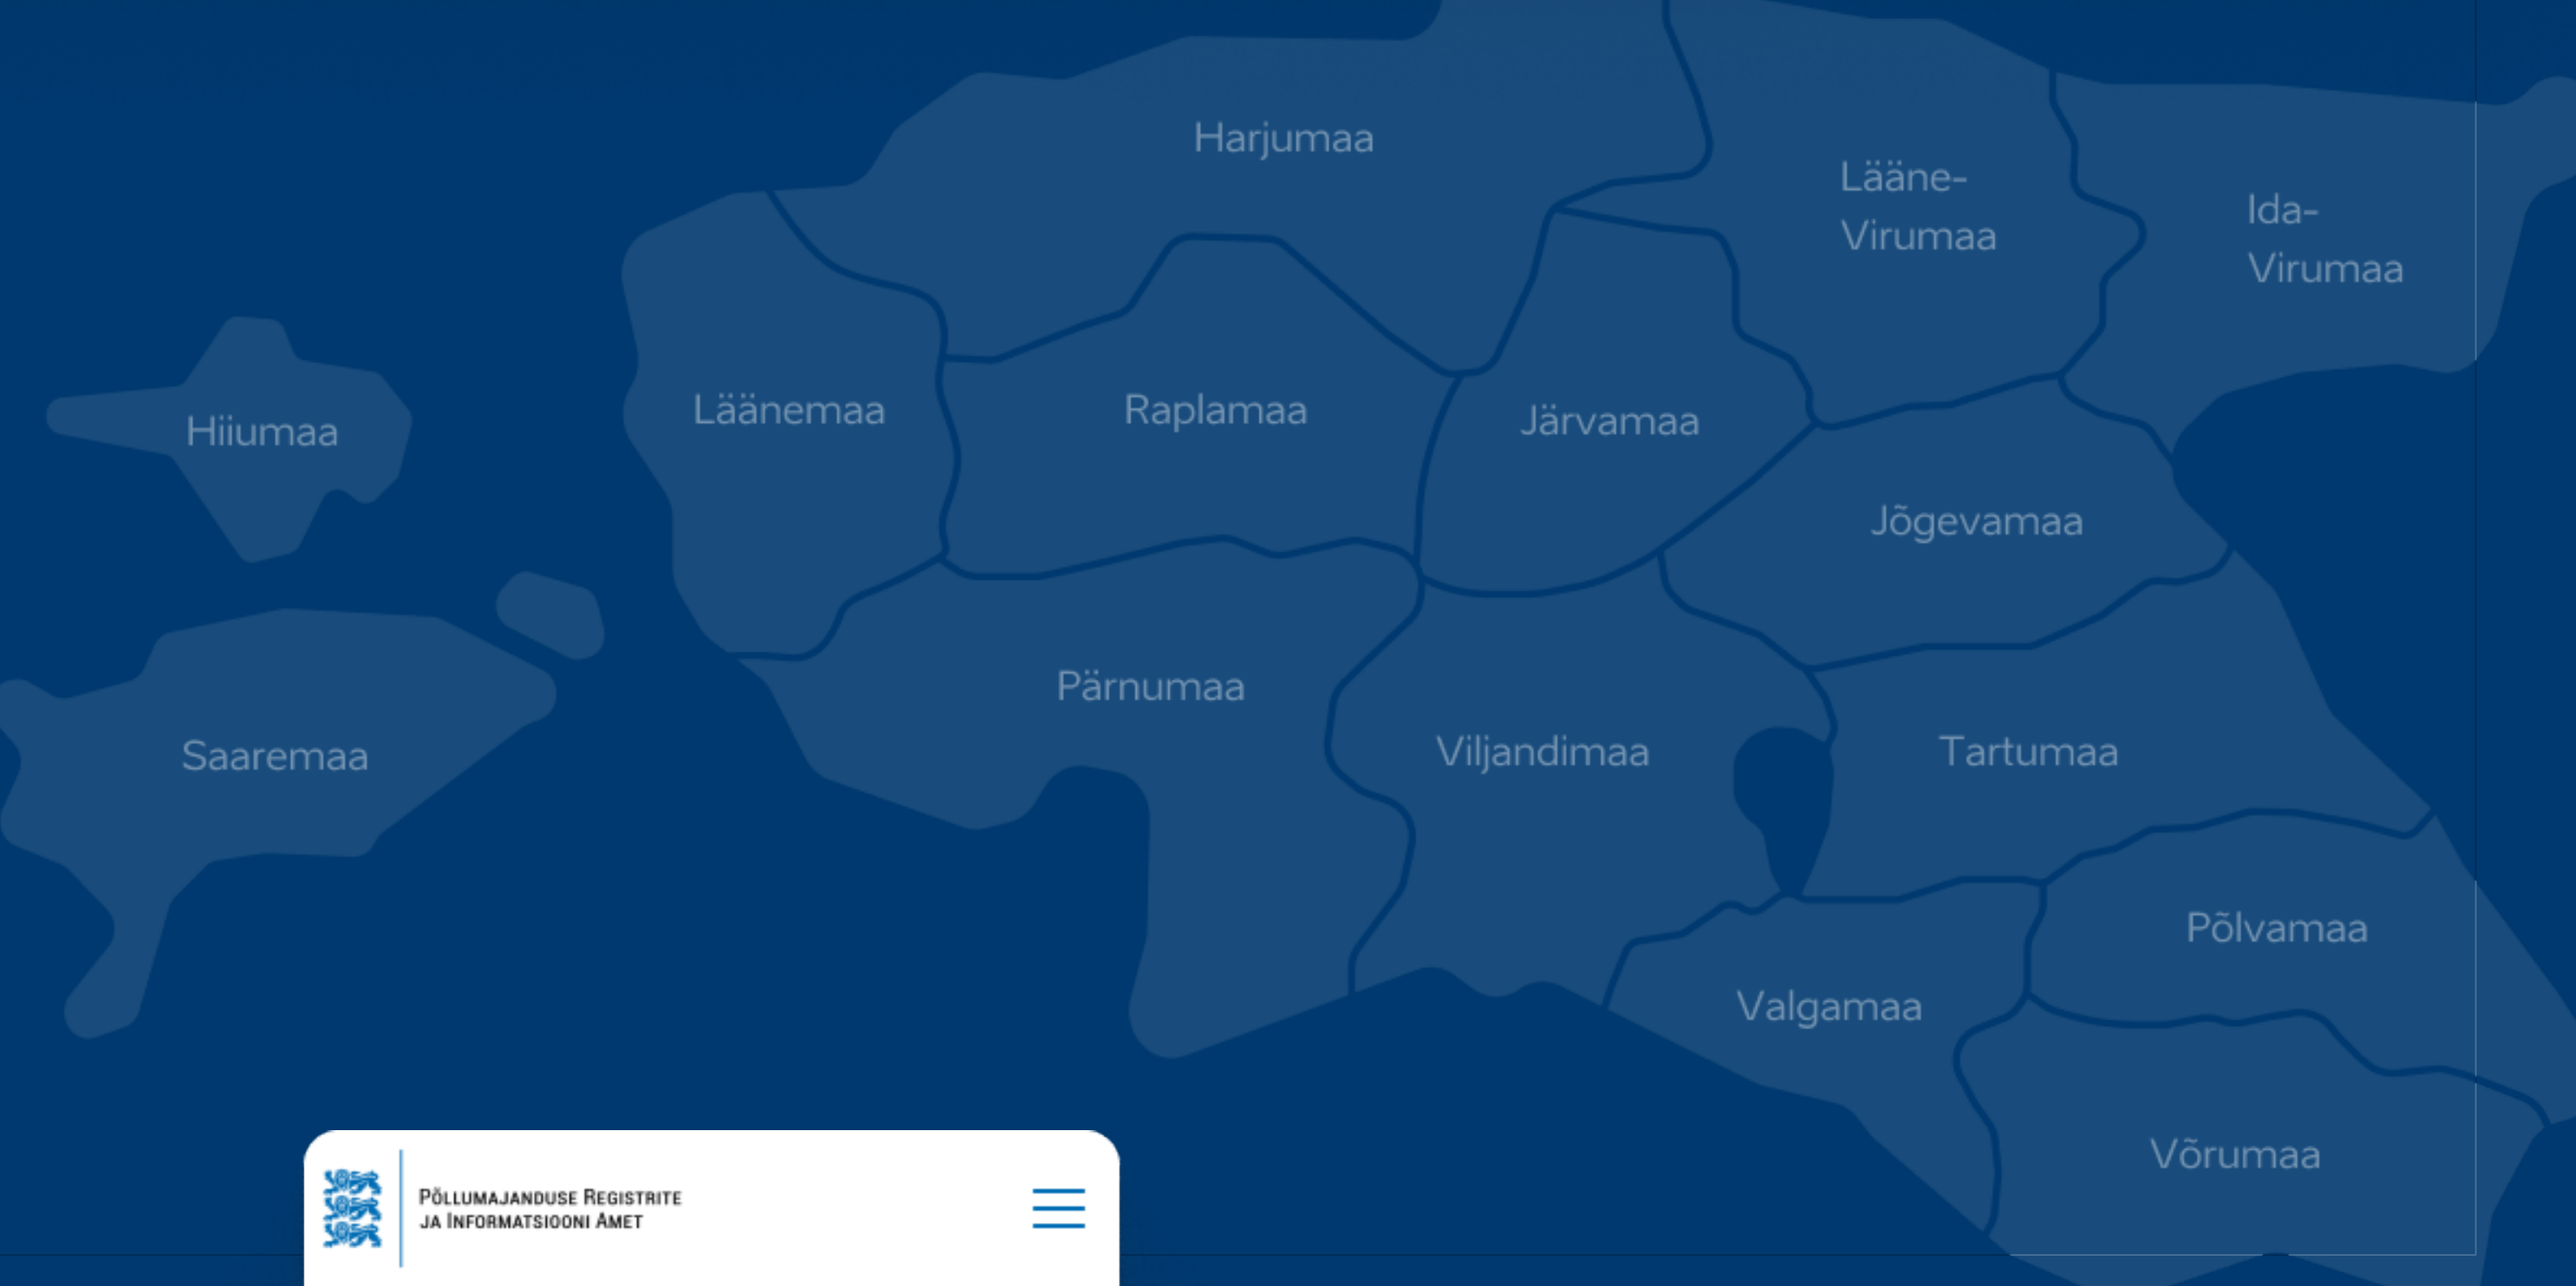 Harjumaa
Lääne-
Virumaa
Ida-
Virumaa
Hiiumaa
Läänemaa
Raplamaa
Järvamaa
Jõgevamaa
Saaremaa
Pärnumaa
Viljandimaa
Tartumaa
Põlvamaa
Valgamaa
Võrumaa
PÕLLUMAJANDUSE REGISTRITE
JA INFORMATSIOONI AMET